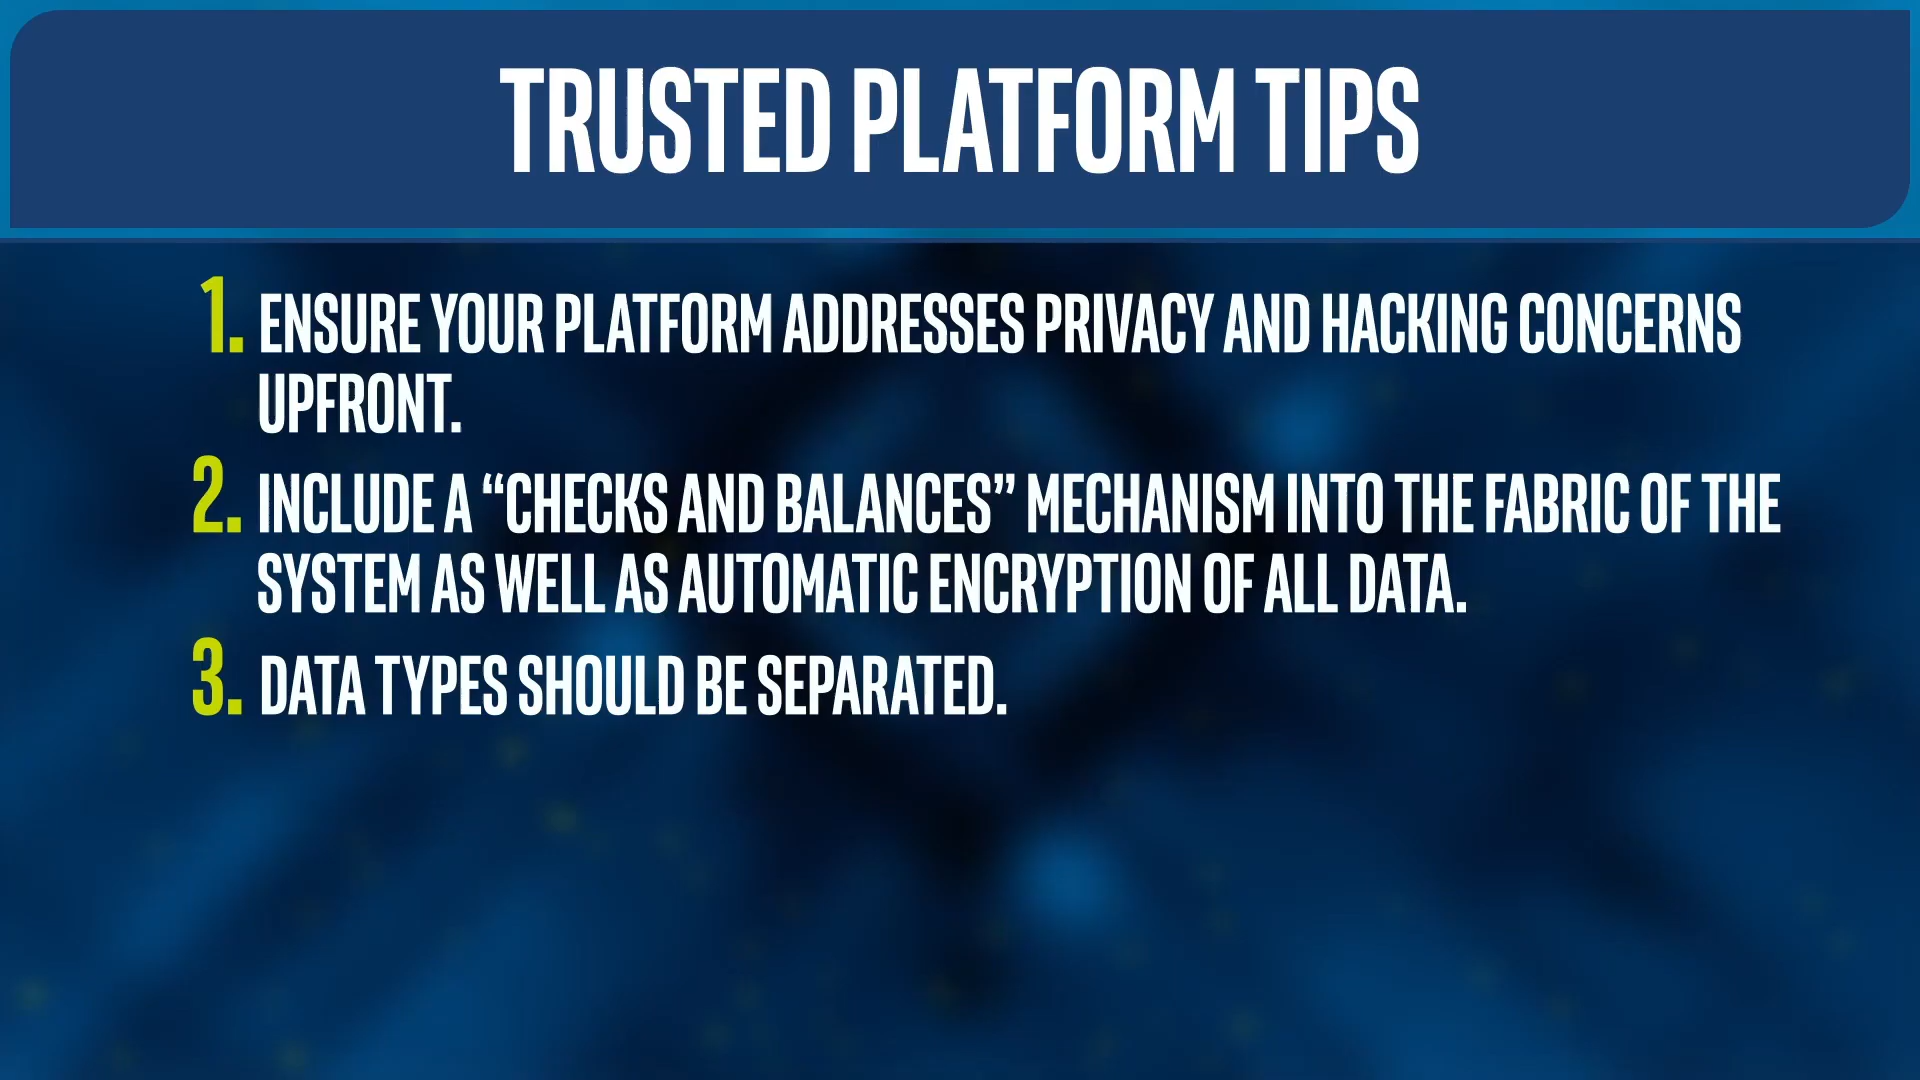 TRUSTED PLATFORM TIPS
1. ENSURE YOUR PLATFORM ADDRESSES PRIVACY AND HACKING CONCERNS
UPFRONT.
2. INCLUDE A “CHECKS AND BALANCES” MECHANISM INTO THE FABRIC OF THE
SYSTEM AS WELL AS AUTOMATIC ENCRYPTION OF ALL DATA.
3. DATA TYPES SHOULD BE SEPARATED.